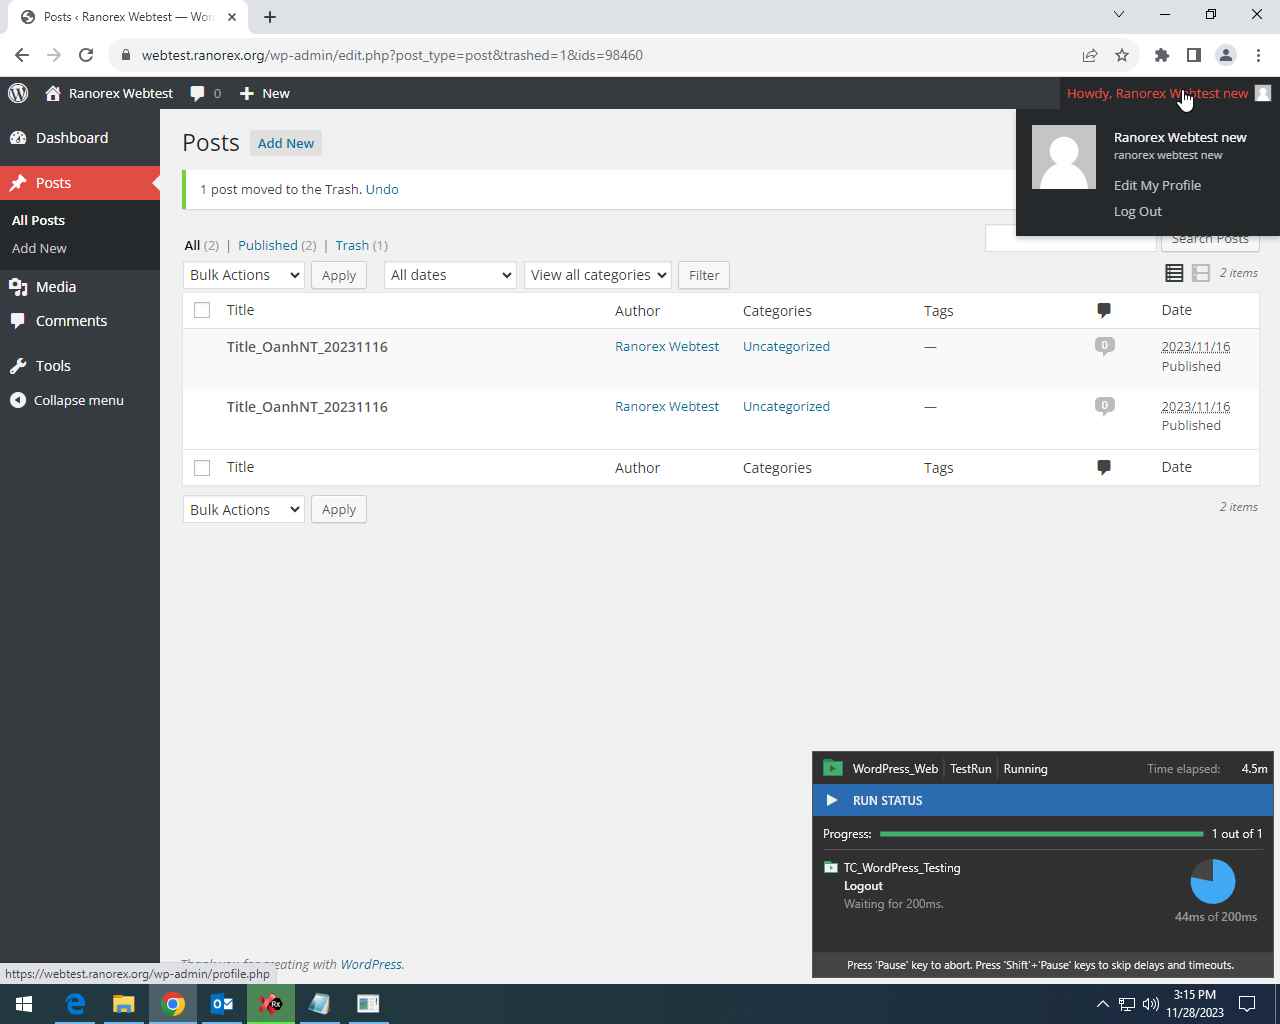 Posts ‹ Ranorex Webtest — Wor
webtest.ranorex.org/wp-admin/edit.php?post_type=post&trashed=1&ids=98460
Ranorex Webtest 0 New Howdy, Ranorex Webtest new
Ranorex Webtest new
ranorex webtest new
Edit My Profile
Log Out
Dashboard
Posts
All Posts
Add New
Media
Comments
Tools
Collapse menu
Posts Add New
1 post moved to the Trash. Undo
All (2) | Published (2) | Trash (1)
Search Posts
Bulk Actions Apply All dates View all categories Filter 2 items
Title Author Categories Tags Date
Title_OanhNT_20231116 Ranorex Webtest Uncategorized — 0 2023/11/16
Published
Title_OanhNT_20231116 Ranorex Webtest Uncategorized — 0 2023/11/16
Published
Title Author Categories Tags Date
Bulk Actions Apply 2 items
WordPress_Web TestRun Running Time elapsed: 4.5m
RUN STATUS
Progress: 1 out of 1
TC_WordPress_Testing
Logout
Waiting for 200ms.
44ms of 200ms
Press 'Pause' key to abort. Press 'Shift'+'Pause' keys to skip delays and timeouts.
Thank you for creating with WordPress.
https://webtest.ranorex.org/wp-admin/profile.php
Rx
3:15 PM
11/28/2023